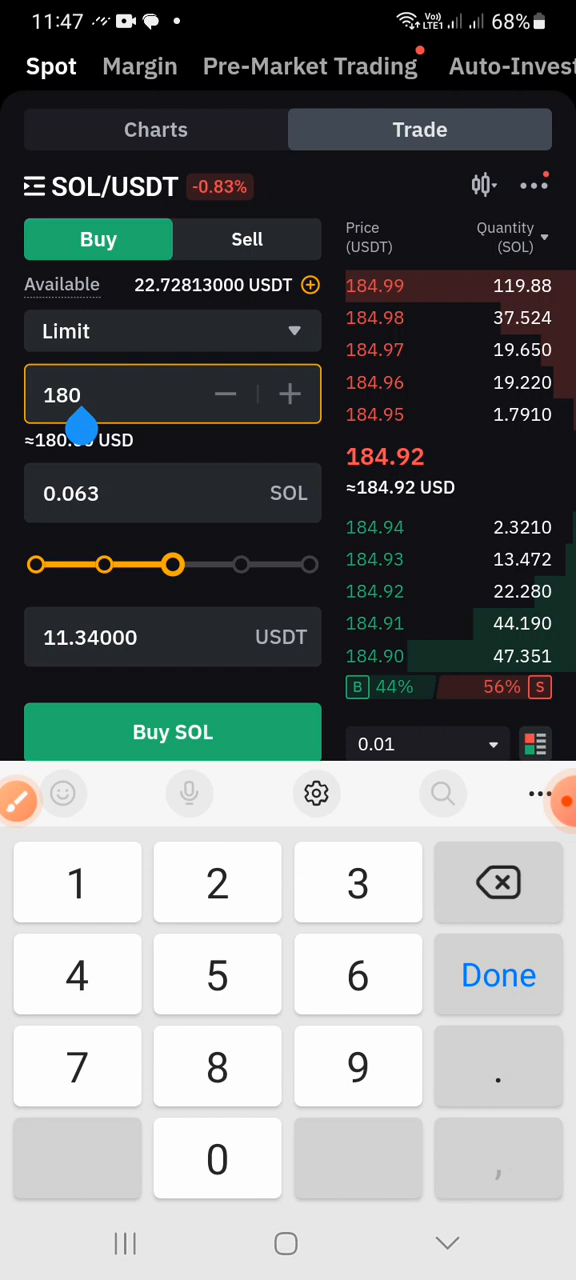 11:47 Vo) LTE1 68%
Spot Margin Pre-Market Trading Auto-Invest
Charts Trade
SOL/USDT -0.83%
Buy Sell
Available 22.72813000 USDT
Limit
180
≈180. USD
0.063 SOL
11.34000 USDT
Buy SOL
Price (USDT) Quantity (SOL)
184.99 119.88
184.98 37.524
184.97 19.650
184.96 19.220
184.95 1.7910
184.92
≈184.92 USD
184.94 2.3210
184.93 13.472
184.92 22.280
184.91 44.190
184.90 47.351
B 44% 56% S
0.01
1 2 3
4 5 6 Done
7 8 9 .
0 ,